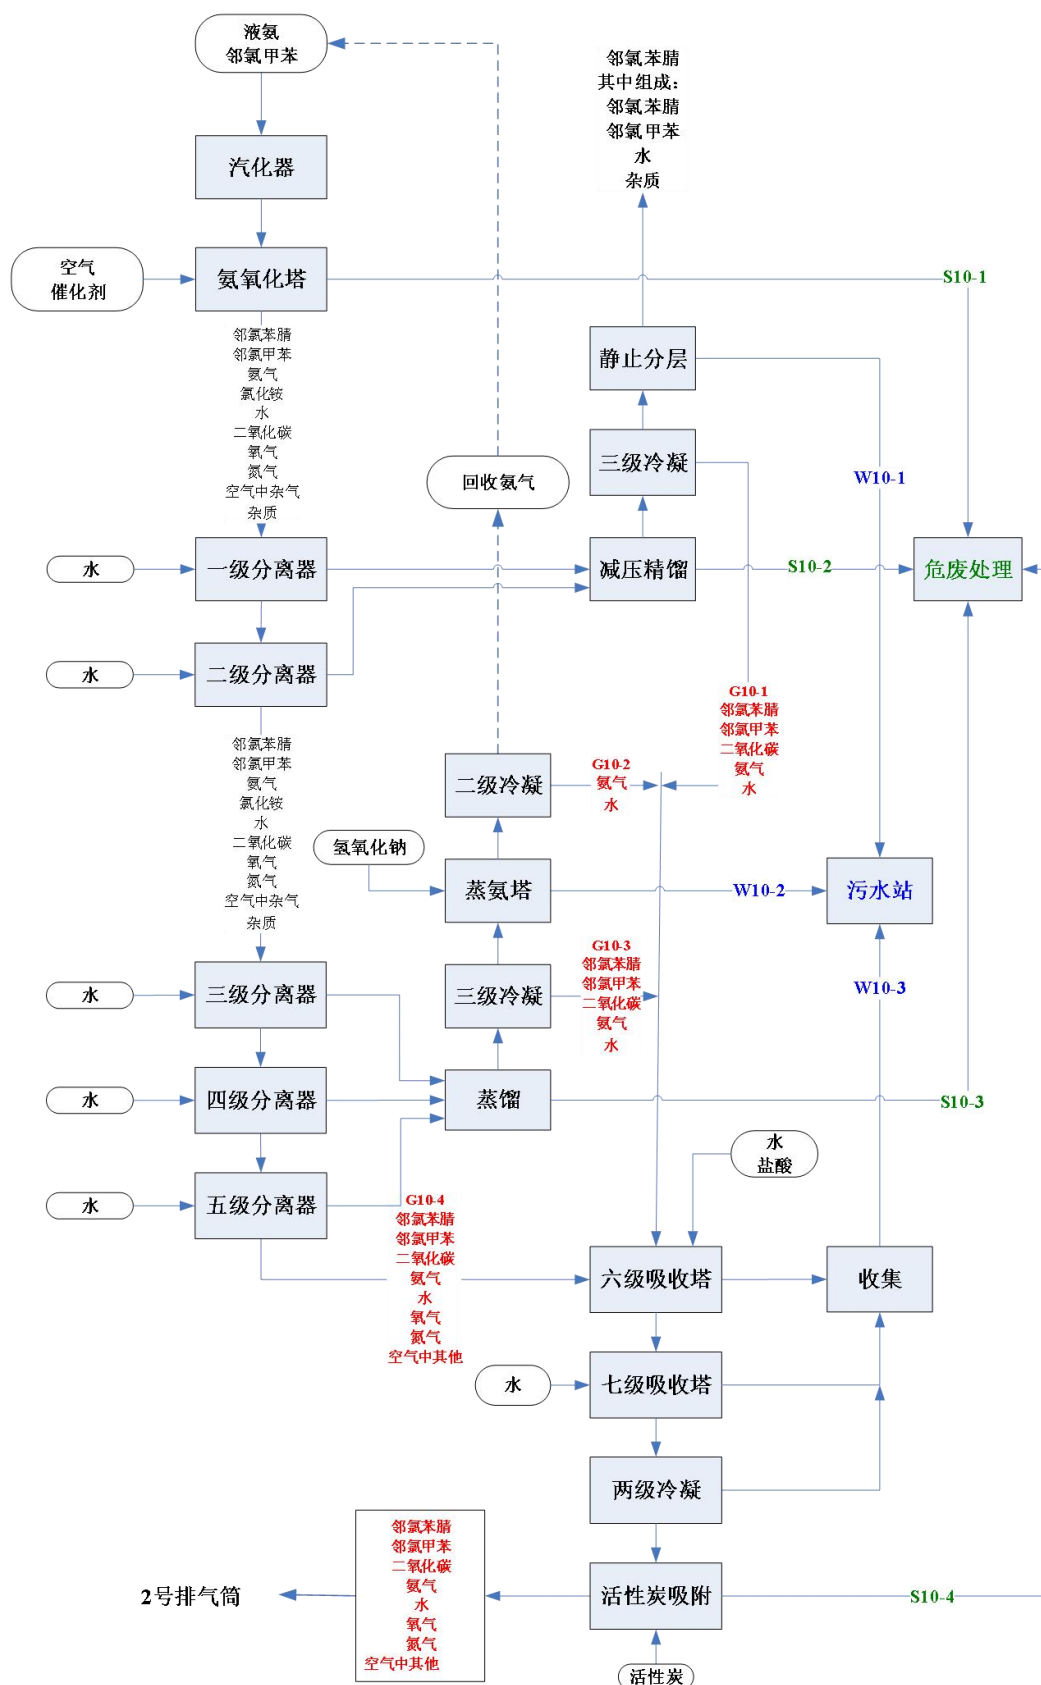 液氨
邻氯甲苯
邻氯苯腈
其中组成：
邻氯苯腈
邻氯甲苯
水
杂质
汽化器
空气
催化剂
氨氧化塔
S10-1
邻氯苯腈
邻氯甲苯
氨气
氯化铵
水
二氧化碳
氧气
氮气
空气中杂气
杂质
静止分层
三级冷凝
W10-1
回收氨气
水
一级分离器
减压精馏
S10-2
危废处理
水
二级分离器
G10-1
邻氯苯腈
邻氯甲苯
二氧化碳
氨气
水
邻氯苯腈
邻氯甲苯
氨气
氯化铵
水
二氧化碳
氧气
氮气
空气中杂气
杂质
二级冷凝
G10-2
氨气
水
氢氧化钠
蒸氨塔
W10-2
污水站
G10-3
邻氯苯腈
邻氯甲苯
二氧化碳
氨气
水
水
三级分离器
三级冷凝
W10-3
水
四级分离器
蒸馏
S10-3
水
盐酸
水
五级分离器
G10-4
邻氯苯腈
邻氯甲苯
二氧化碳
氨气
水
氧气
氮气
空气中其他
六级吸收塔
收集
水
七级吸收塔
两级冷凝
邻氯苯腈
邻氯甲苯
二氧化碳
氨气
水
氧气
氮气
空气中其他
2号排气筒
活性炭吸附
S10-4
活性炭